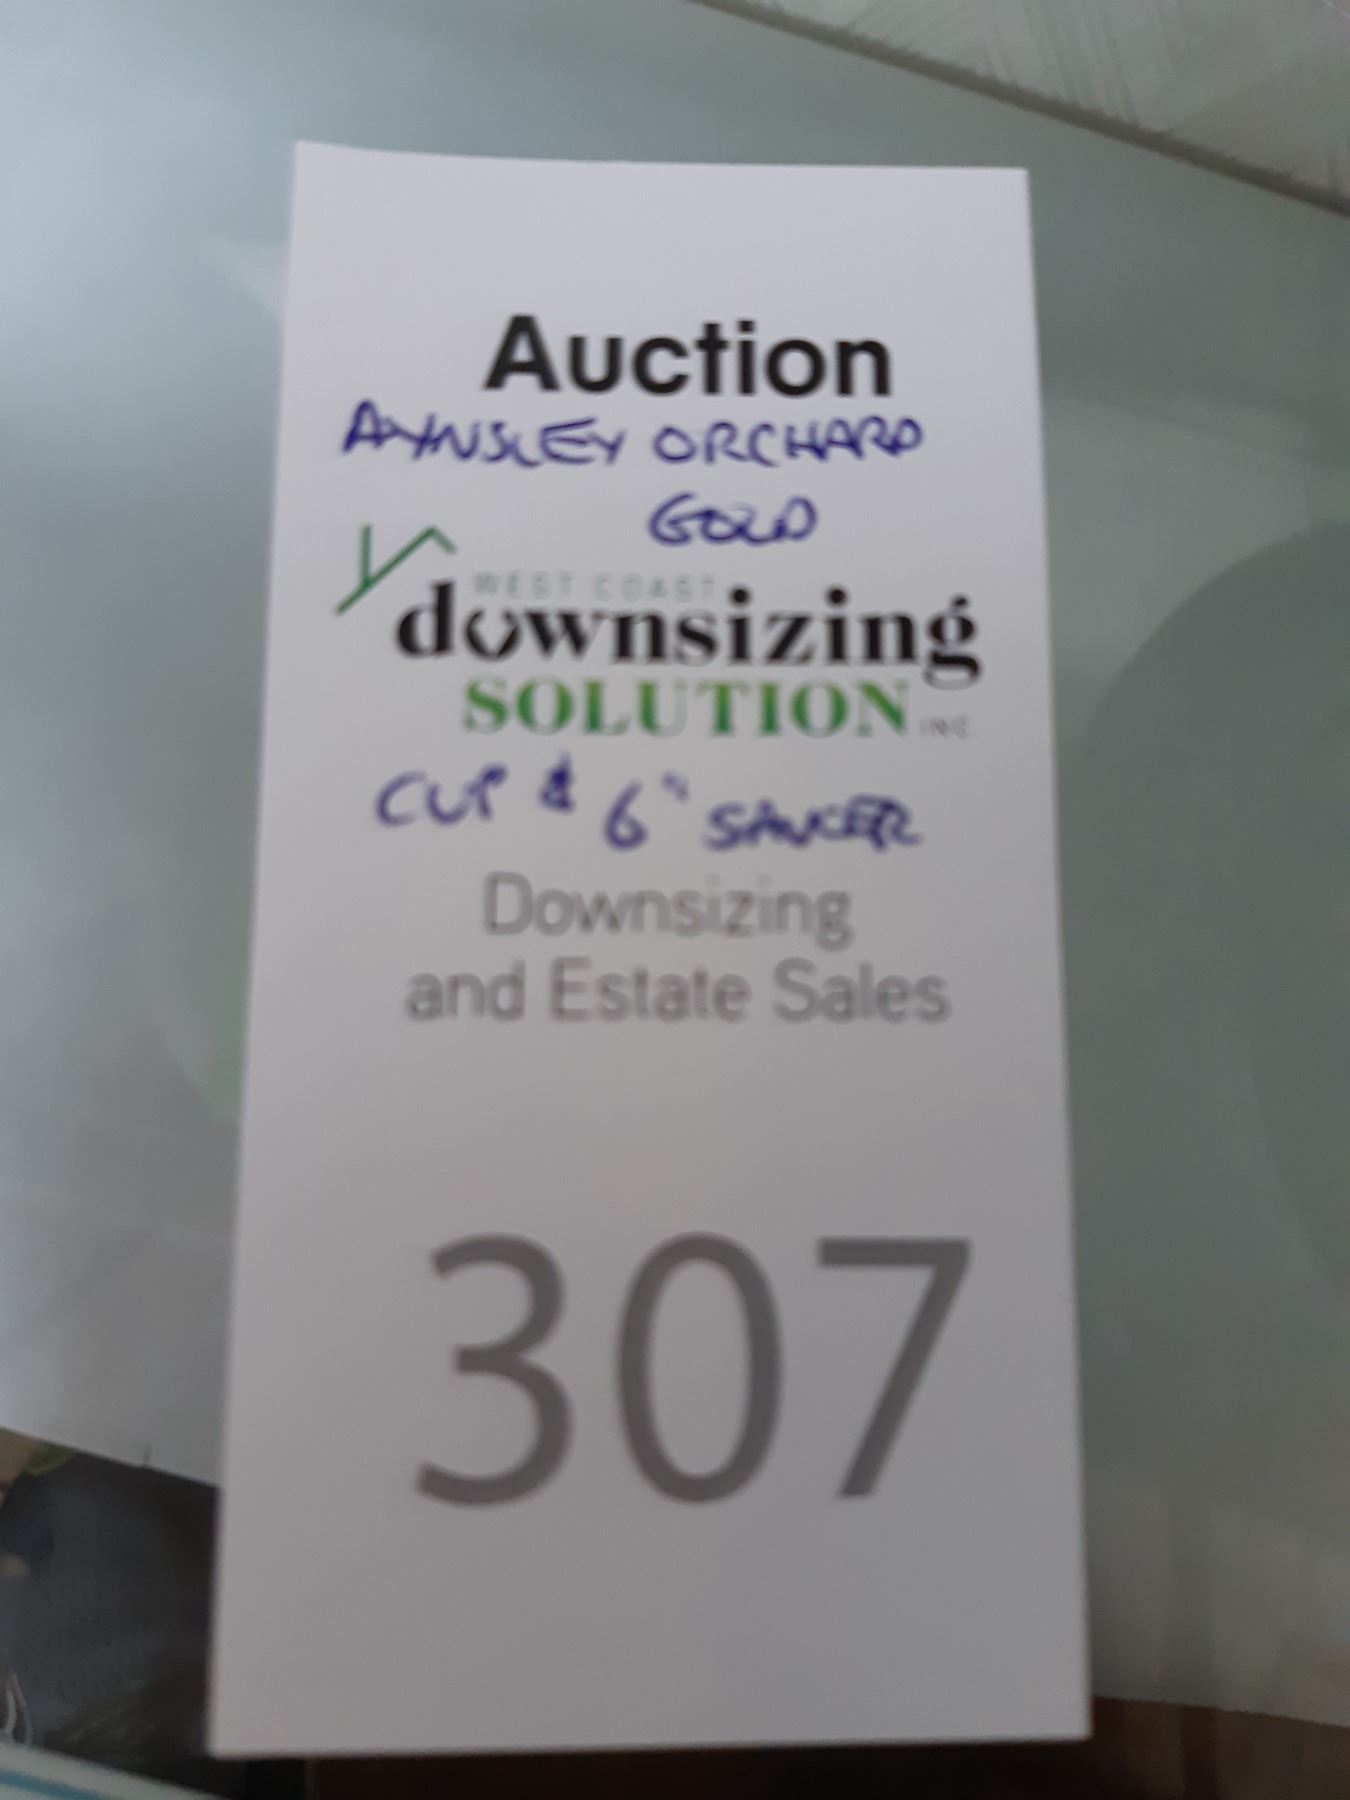 Auction
AYNSLEY ORCHARD
GOLD
WEST COAST
downsizing
SOLUTION INC
CUP & 6" SAUCER
Downsizing
and Estate Sales
307